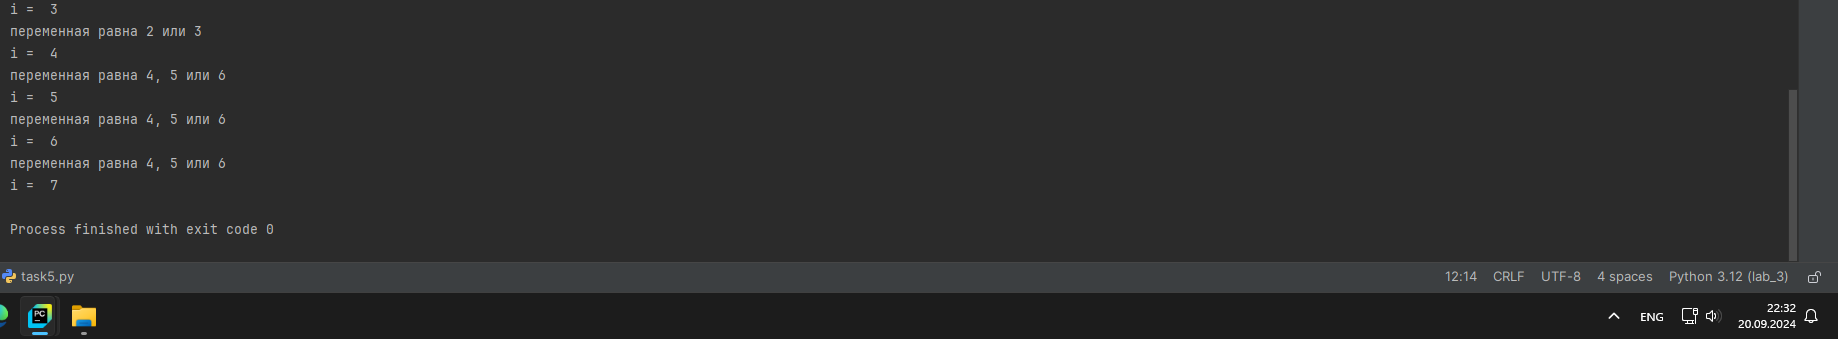 i =  3
переменная равна 2 или 3
i =  4
переменная равна 4, 5 или 6
i =  5
переменная равна 4, 5 или 6
i =  6
переменная равна 4, 5 или 6
i =  7
Process finished with exit code 0
task5.py 12:14 CRLF UTF-8 4 spaces Python 3.12 (lab_3)
PC ENG 22:32
20.09.2024